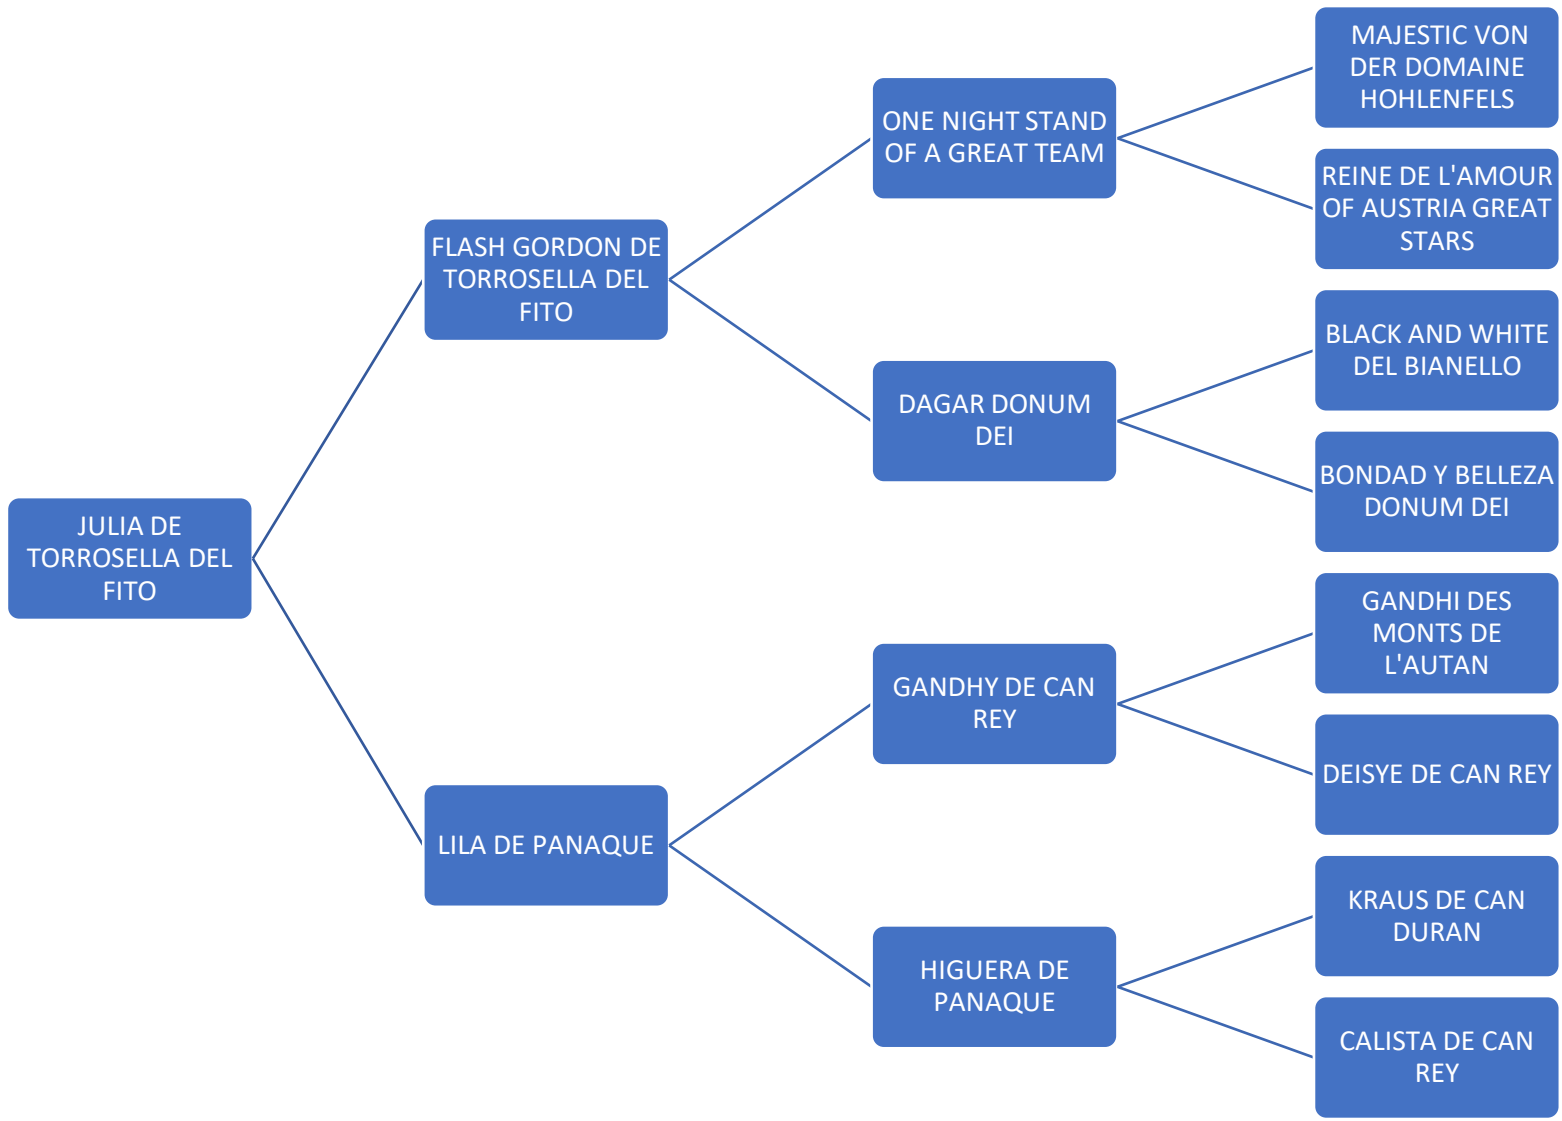 JULIA DE
TORROSELLA DEL
FITO
FLASH GORDON DE
TORROSELLA DEL
FITO
LILA DE PANAQUE
ONE NIGHT STAND
OF A GREAT TEAM
DAGAR DONUM
DEI
GANDHY DE CAN
REY
HIGUERA DE
PANAQUE
MAJESTIC VON
DER DOMAINE
HOHLENFELS
REINE DE L'AMOUR
OF AUSTRIA GREAT
STARS
BLACK AND WHITE
DEL BIANELLO
BONDAD Y BELLEZA
DONUM DEI
GANDHI DES
MONTS DE
L'AUTAN
DEISYE DE CAN REY
KRAUS DE CAN
DURAN
CALISTA DE CAN
REY